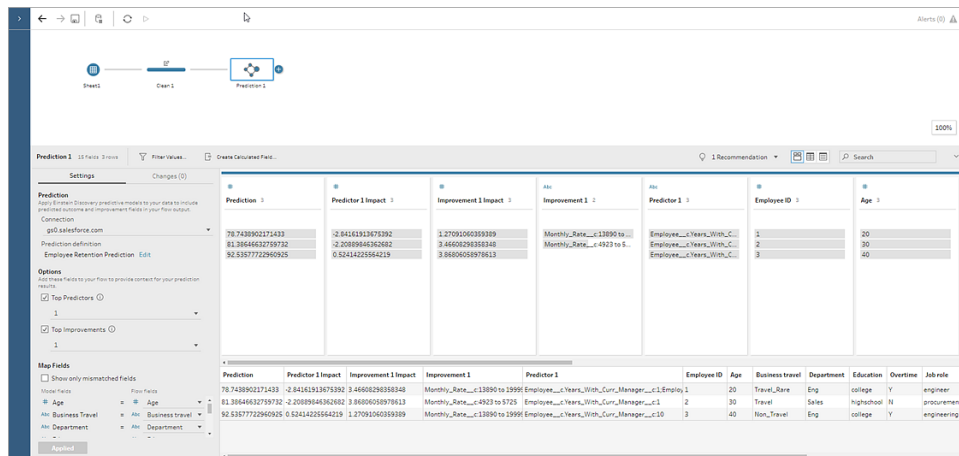 Alerts (0)
Sheet1
Clean 1
Prediction 1
100%
Prediction 1 18 fields 3 rows
Filter Values...
Create Calculated Field...
1 Recommendation
Search
Settings
Changes (0)
Prediction
Apply Einstein Discovery predictive models to your data to include
predicted outcome and improvement fields in your flow output.
Connection
gs0.salesforce.com
Prediction definition
Employee Retention Prediction Edit
Options
Add these fields to your flow to provide context for your prediction
results.
Top Predictors
1
Top Improvements
1
Map Fields
Show only mismatched fields
Model fields Flow fields
# Age = # Age
Abc Business Travel = Abc Business travel
Abc Department = Abc Department
Applied
Prediction 3
78.7438902171433
81.38646632759732
92.53577722960925
Predictor 1 Impact 3
-2.84161913675392
-2.20889846362682
0.52414225564219
Improvement 1 Impact 3
1.27091060359389
3.46608298358348
3.86806058978613
Abc
Improvement 1 2
Monthly_Rate__c:13890 to ...
Monthly_Rate__c:4923 to 5...
Abc
Predictor 1 3
Employee__c.Years_With_C...
Employee__c.Years_With_C...
Employee__c.Years_With_C...
Employee ID 3
1
2
3
Age 3
20
30
40
Prediction Predictor 1 Impact Improvement 1 Impact Improvement 1 Predictor 1 Employee ID Age Business travel Department Education Overtime Job role
78.7438902171433 -2.84161913675392 3.46608298358348 Monthly_Rate__c:13890 to 1999 Employee__c.Years_With_Curr_Manager__c:1;Employ 1 20 Travel_Rare Eng college Y engineer
81.38646632759732 -2.20889846362682 3.86806058978613 Monthly_Rate__c:4923 to 5725 Employee__c.Years_With_Curr_Manager__c:1 2 30 Travel Sales highschool N procuremen
92.53577722960925 0.52414225564219 1.27091060359389 Monthly_Rate__c:13890 to 1999 Employee__c.Years_With_Curr_Manager__c:10 3 40 Non_Travel Eng college Y engineering